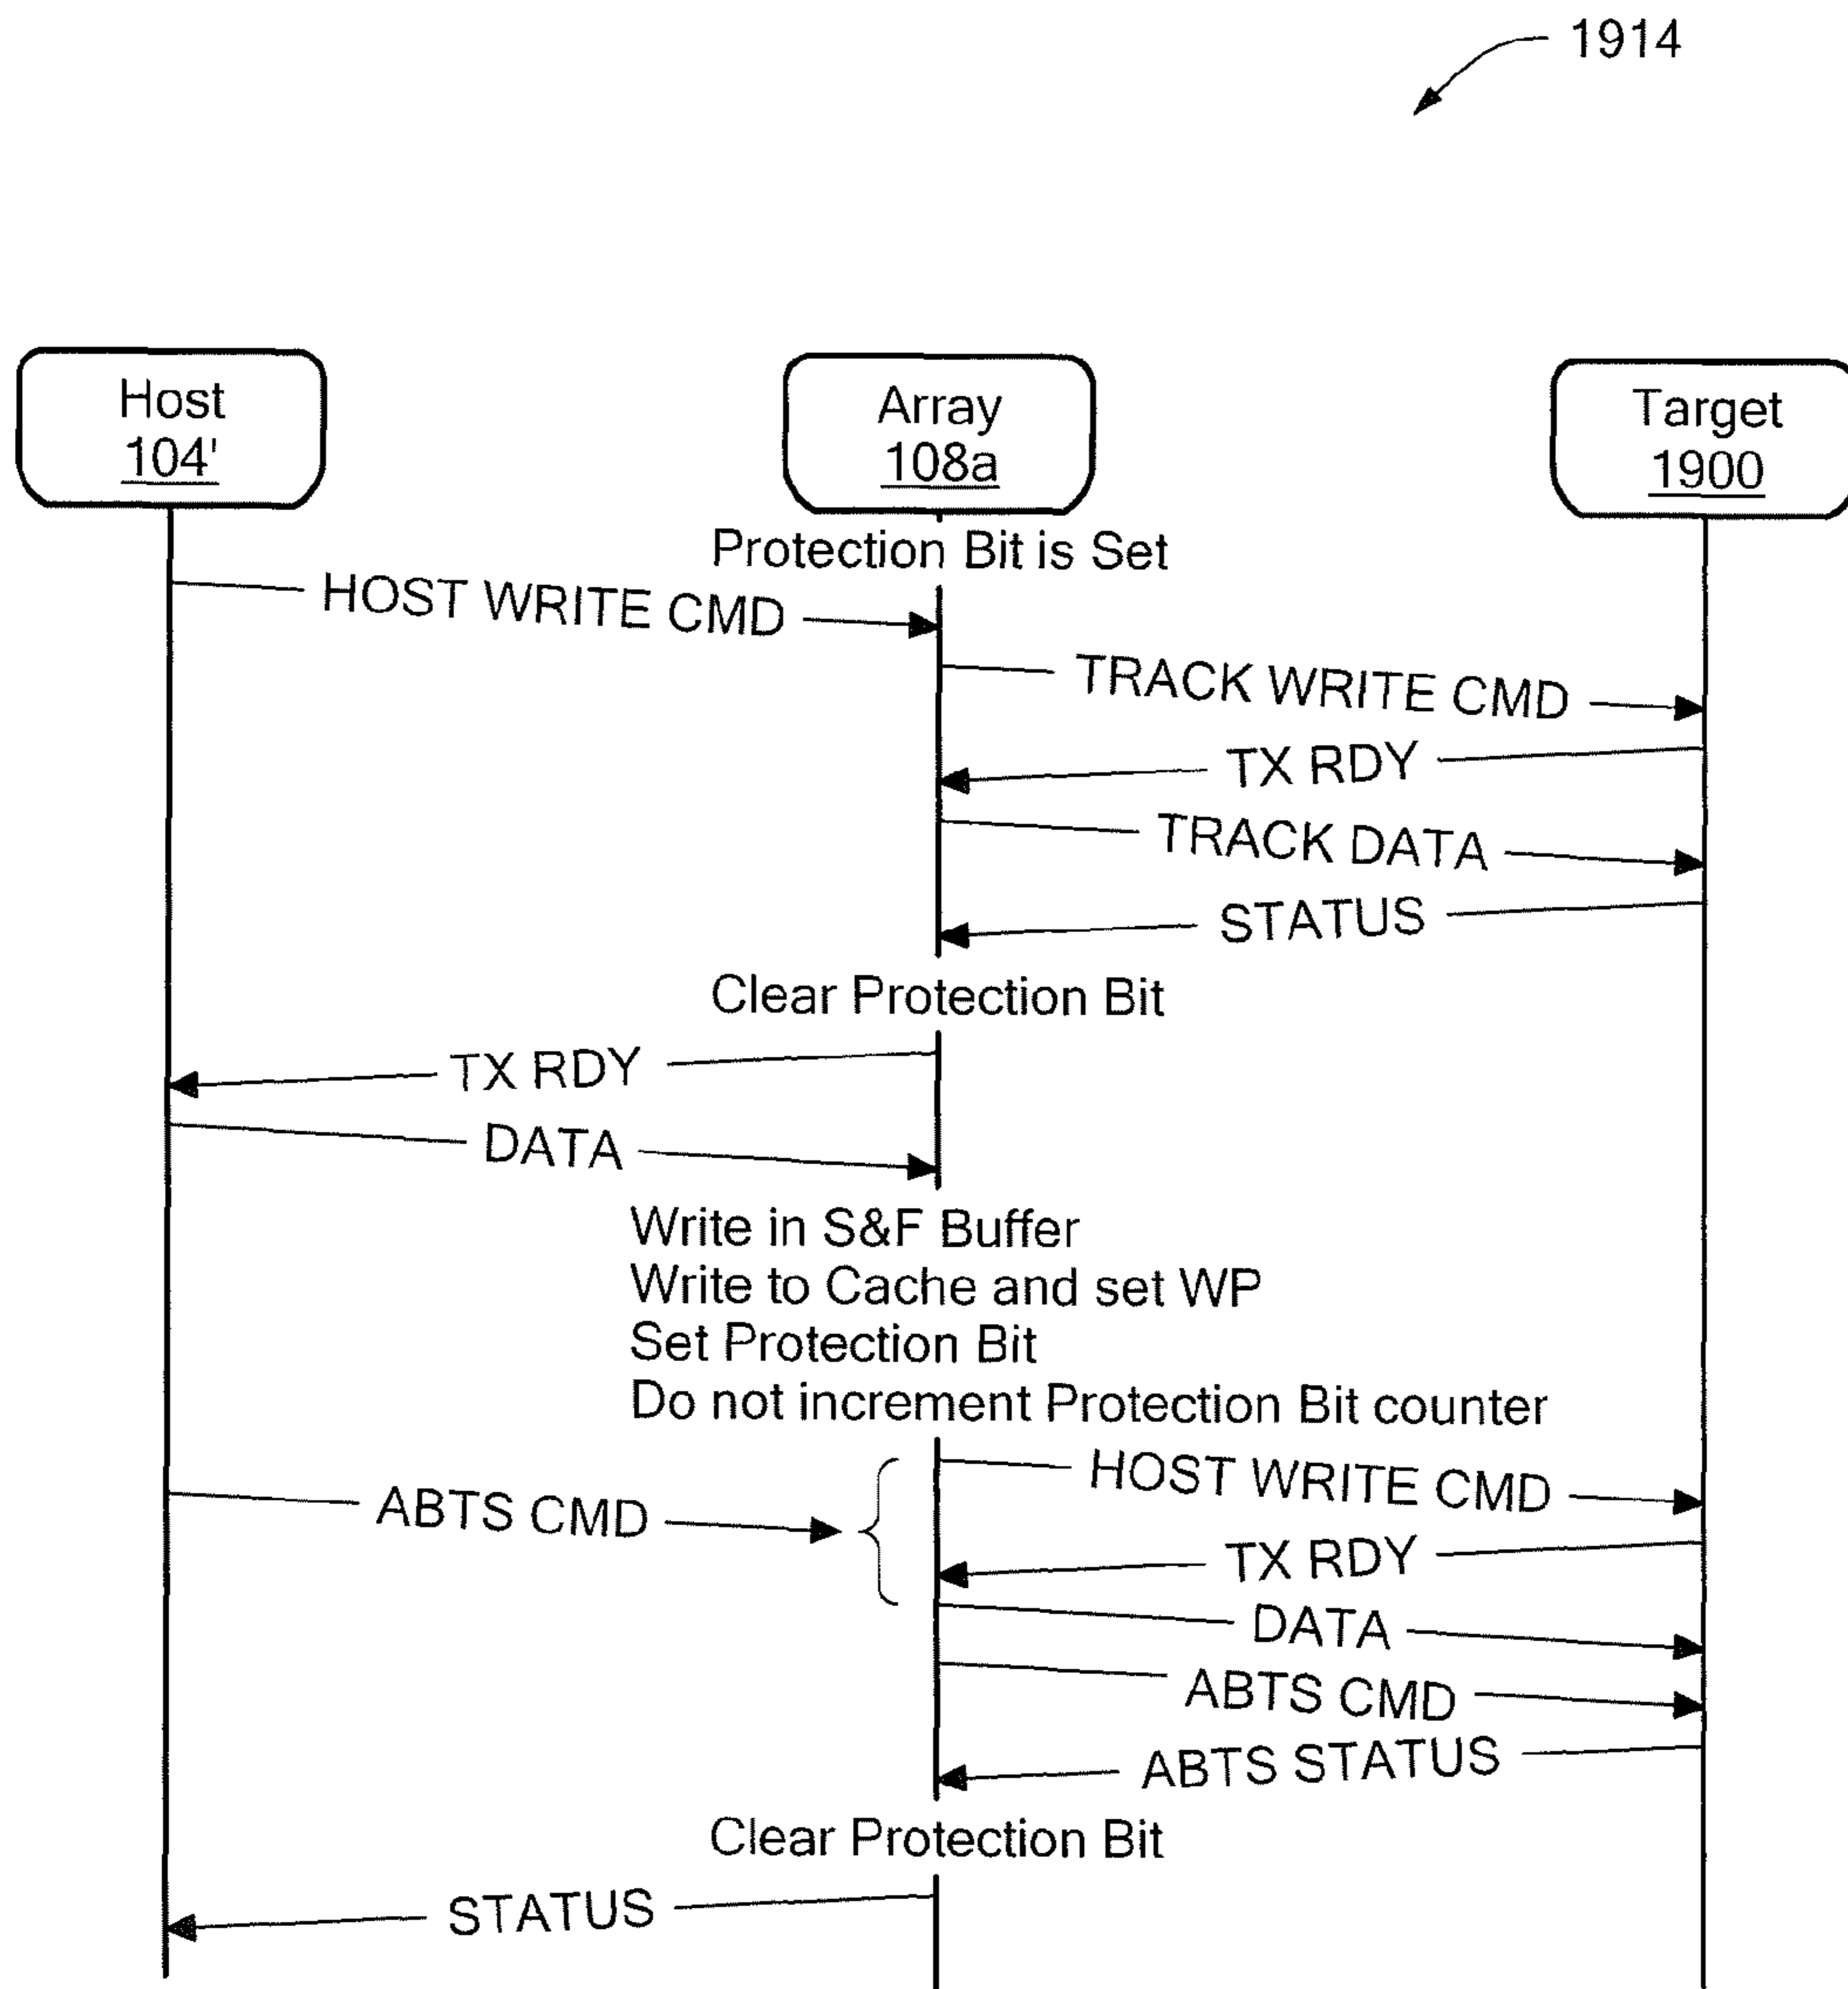 1914
Host
104'
Array
108a
Target
1900
Protection Bit is Set
HOST WRITE CMD
TRACK WRITE CMD
TX RDY
TRACK DATA
STATUS
Clear Protection Bit
TX RDY
DATA
Write in S&F Buffer
Write to Cache and set WP
Set Protection Bit
Do not increment Protection Bit counter
HOST WRITE CMD
ABTS CMD
TX RDY
DATA
ABTS CMD
ABTS STATUS
Clear Protection Bit
STATUS